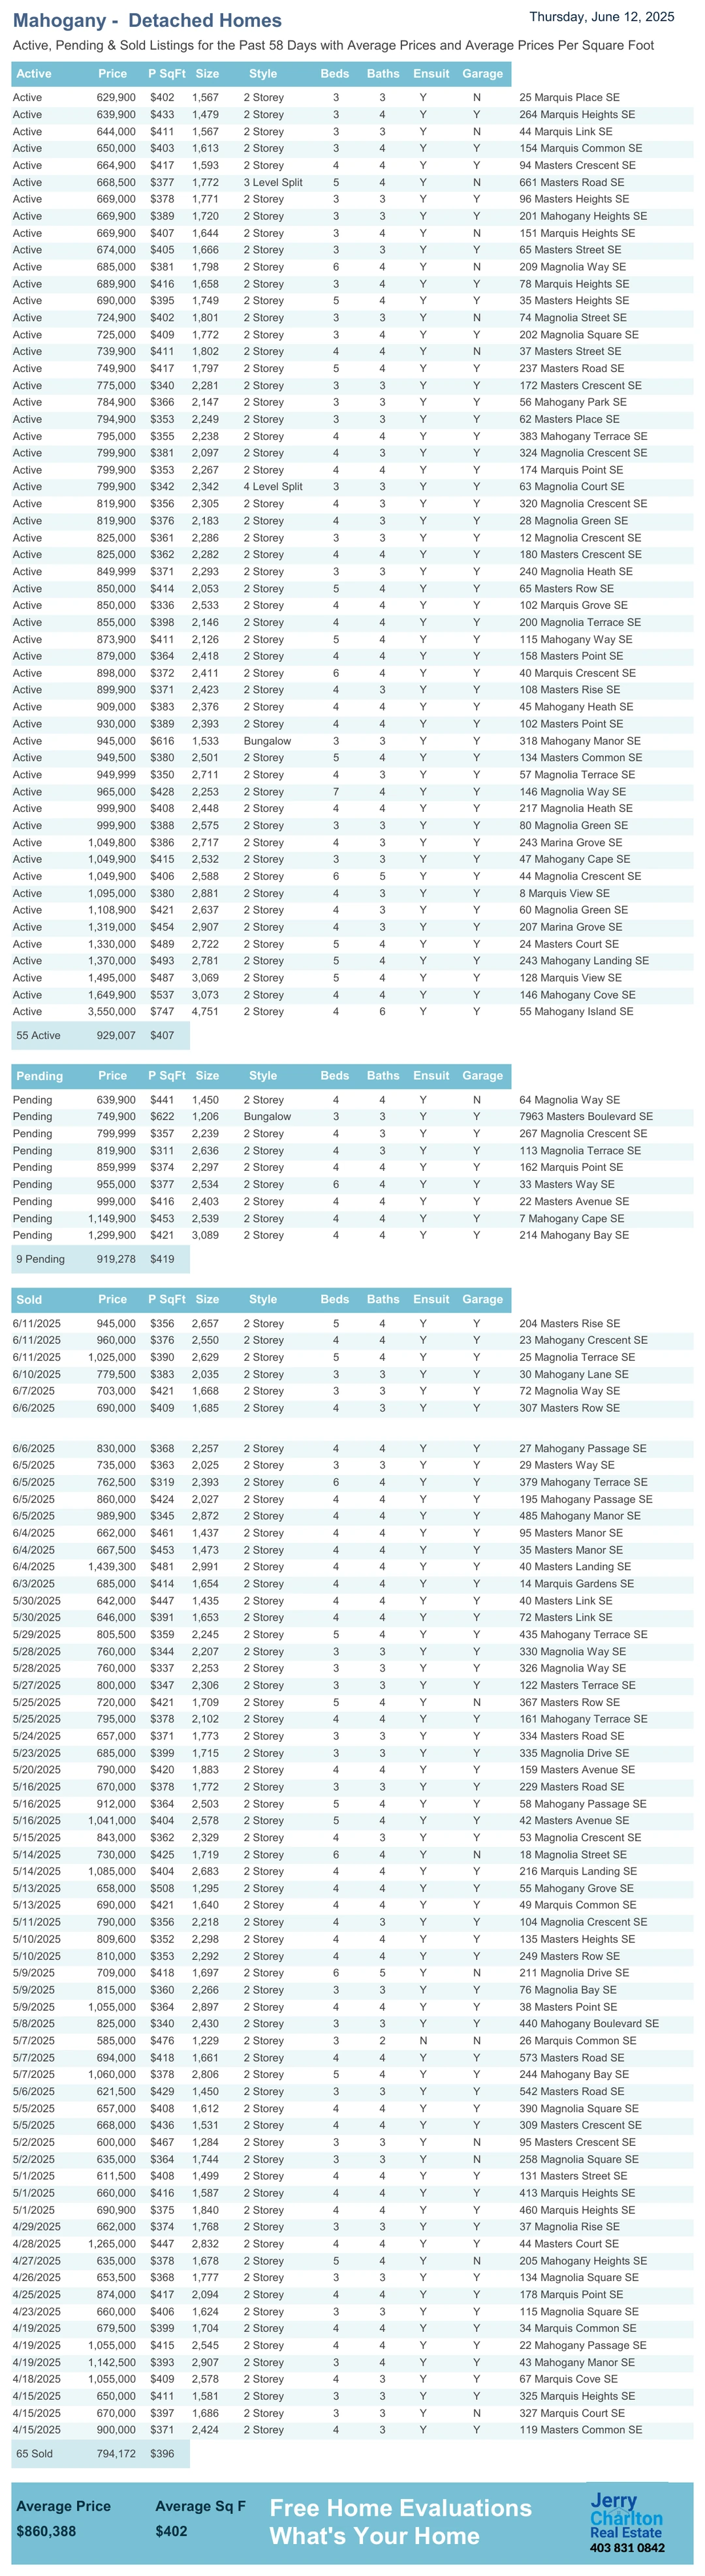 Mahogany - Detached Homes
Thursday, June 12, 2025
Active, Pending & Sold Listings for the Past 58 Days with Average Prices and Average Prices Per Square Foot
Active Price P SqFt Size Style Beds Baths Ensuit Garage
Active 629,900 $402 1,567 2 Storey 3 3 Y N 25 Marquis Place SE
Active 639,900 $433 1,479 2 Storey 3 4 Y Y 264 Marquis Heights SE
Active 644,000 $411 1,567 2 Storey 3 3 Y N 44 Marquis Link SE
Active 650,000 $403 1,613 2 Storey 3 4 Y Y 154 Marquis Common SE
Active 664,900 $417 1,593 2 Storey 4 4 Y Y 94 Masters Crescent SE
Active 668,500 $377 1,772 3 Level Split 5 4 Y N 661 Masters Road SE
Active 669,000 $378 1,771 2 Storey 3 3 Y Y 96 Masters Heights SE
Active 669,900 $389 1,720 2 Storey 3 3 Y Y 201 Mahogany Heights SE
Active 669,900 $407 1,644 2 Storey 3 4 Y N 151 Marquis Heights SE
Active 674,000 $405 1,666 2 Storey 3 3 Y Y 65 Masters Street SE
Active 685,000 $381 1,798 2 Storey 6 4 Y N 209 Magnolia Way SE
Active 689,900 $416 1,658 2 Storey 3 4 Y Y 78 Marquis Heights SE
Active 690,000 $395 1,749 2 Storey 5 4 Y Y 35 Masters Heights SE
Active 724,900 $402 1,801 2 Storey 3 3 Y N 74 Magnolia Street SE
Active 725,000 $409 1,772 2 Storey 3 4 Y Y 202 Magnolia Square SE
Active 739,900 $411 1,802 2 Storey 4 4 Y N 37 Masters Street SE
Active 749,900 $417 1,797 2 Storey 5 4 Y Y 237 Masters Road SE
Active 775,000 $340 2,281 2 Storey 3 3 Y Y 172 Masters Crescent SE
Active 784,900 $366 2,147 2 Storey 3 3 Y Y 56 Mahogany Park SE
Active 794,900 $353 2,249 2 Storey 3 3 Y Y 62 Masters Place SE
Active 795,000 $355 2,238 2 Storey 4 4 Y Y 383 Mahogany Terrace SE
Active 799,900 $381 2,097 2 Storey 4 3 Y Y 324 Magnolia Crescent SE
Active 799,900 $353 2,267 2 Storey 4 4 Y Y 174 Marquis Point SE
Active 799,900 $342 2,342 4 Level Split 3 3 Y Y 63 Magnolia Court SE
Active 819,900 $356 2,305 2 Storey 4 3 Y Y 320 Magnolia Crescent SE
Active 819,900 $376 2,183 2 Storey 4 3 Y Y 28 Magnolia Green SE
Active 825,000 $361 2,286 2 Storey 3 3 Y Y 12 Magnolia Crescent SE
Active 825,000 $362 2,282 2 Storey 4 4 Y Y 180 Masters Crescent SE
Active 849,999 $371 2,293 2 Storey 3 3 Y Y 240 Magnolia Heath SE
Active 850,000 $414 2,053 2 Storey 5 4 Y Y 65 Masters Row SE
Active 850,000 $336 2,533 2 Storey 4 4 Y Y 102 Marquis Grove SE
Active 855,000 $398 2,146 2 Storey 4 4 Y Y 200 Magnolia Terrace SE
Active 873,900 $411 2,126 2 Storey 5 4 Y Y 115 Mahogany Way SE
Active 879,000 $364 2,418 2 Storey 4 4 Y Y 158 Masters Point SE
Active 898,000 $372 2,411 2 Storey 6 4 Y Y 40 Marquis Crescent SE
Active 899,900 $371 2,423 2 Storey 4 3 Y Y 108 Masters Rise SE
Active 909,000 $383 2,376 2 Storey 4 4 Y Y 45 Mahogany Heath SE
Active 930,000 $389 2,393 2 Storey 4 4 Y Y 102 Masters Point SE
Active 945,000 $616 1,533 Bungalow 3 3 Y Y 318 Mahogany Manor SE
Active 949,500 $380 2,501 2 Storey 5 4 Y Y 134 Masters Common SE
Active 949,999 $350 2,711 2 Storey 4 3 Y Y 57 Magnolia Terrace SE
Active 965,000 $428 2,253 2 Storey 7 4 Y Y 146 Magnolia Way SE
Active 999,900 $408 2,448 2 Storey 4 4 Y Y 217 Magnolia Heath SE
Active 999,900 $388 2,575 2 Storey 3 3 Y Y 80 Magnolia Green SE
Active 1,049,800 $386 2,717 2 Storey 4 3 Y Y 243 Marina Grove SE
Active 1,049,900 $415 2,532 2 Storey 3 3 Y Y 47 Mahogany Cape SE
Active 1,049,900 $406 2,588 2 Storey 6 5 Y Y 44 Magnolia Crescent SE
Active 1,095,000 $380 2,881 2 Storey 4 3 Y Y 8 Marquis View SE
Active 1,108,900 $421 2,637 2 Storey 4 3 Y Y 60 Magnolia Green SE
Active 1,319,000 $454 2,907 2 Storey 4 3 Y Y 207 Marina Grove SE
Active 1,330,000 $489 2,722 2 Storey 5 4 Y Y 24 Masters Court SE
Active 1,370,000 $493 2,781 2 Storey 5 4 Y Y 243 Mahogany Landing SE
Active 1,495,000 $487 3,069 2 Storey 5 4 Y Y 128 Marquis View SE
Active 1,649,900 $537 3,073 2 Storey 4 4 Y Y 146 Mahogany Cove SE
Active 3,550,000 $747 4,751 2 Storey 4 6 Y Y 55 Mahogany Island SE
55 Active 929,007 $407
Pending Price P SqFt Size Style Beds Baths Ensuit Garage
Pending 639,900 $441 1,450 2 Storey 4 4 Y N 64 Magnolia Way SE
Pending 749,900 $622 1,206 Bungalow 3 3 Y Y 7963 Masters Boulevard SE
Pending 799,999 $357 2,239 2 Storey 4 3 Y Y 267 Magnolia Crescent SE
Pending 819,900 $311 2,636 2 Storey 4 3 Y Y 113 Magnolia Terrace SE
Pending 859,999 $374 2,297 2 Storey 4 4 Y Y 162 Marquis Point SE
Pending 955,000 $377 2,534 2 Storey 6 4 Y Y 33 Masters Way SE
Pending 999,000 $416 2,403 2 Storey 4 4 Y Y 22 Masters Avenue SE
Pending 1,149,900 $453 2,539 2 Storey 4 4 Y Y 7 Mahogany Cape SE
Pending 1,299,900 $421 3,089 2 Storey 4 4 Y Y 214 Mahogany Bay SE
9 Pending 919,278 $419
Sold Price P SqFt Size Style Beds Baths Ensuit Garage
6/11/2025 945,000 $356 2,657 2 Storey 5 4 Y Y 204 Masters Rise SE
6/11/2025 960,000 $376 2,550 2 Storey 4 4 Y Y 23 Mahogany Crescent SE
6/11/2025 1,025,000 $390 2,629 2 Storey 5 4 Y Y 25 Magnolia Terrace SE
6/10/2025 779,500 $383 2,035 2 Storey 3 3 Y Y 30 Mahogany Lane SE
6/7/2025 703,000 $421 1,668 2 Storey 3 3 Y Y 72 Magnolia Way SE
6/6/2025 690,000 $409 1,685 2 Storey 4 3 Y Y 307 Masters Row SE
6/6/2025 830,000 $368 2,257 2 Storey 4 4 Y Y 27 Mahogany Passage SE
6/5/2025 735,000 $363 2,025 2 Storey 3 3 Y Y 29 Masters Way SE
6/5/2025 762,500 $319 2,393 2 Storey 6 4 Y Y 379 Mahogany Terrace SE
6/5/2025 860,000 $424 2,027 2 Storey 4 4 Y Y 195 Mahogany Passage SE
6/5/2025 989,900 $345 2,872 2 Storey 4 4 Y Y 485 Mahogany Manor SE
6/4/2025 662,000 $461 1,437 2 Storey 4 4 Y Y 95 Masters Manor SE
6/4/2025 667,500 $453 1,473 2 Storey 4 4 Y Y 35 Masters Manor SE
6/4/2025 1,439,300 $481 2,991 2 Storey 4 4 Y Y 40 Masters Landing SE
6/3/2025 685,000 $414 1,654 2 Storey 4 4 Y Y 14 Marquis Gardens SE
5/30/2025 642,000 $447 1,435 2 Storey 4 4 Y Y 40 Masters Link SE
5/30/2025 646,000 $391 1,653 2 Storey 4 4 Y Y 72 Masters Link SE
5/29/2025 805,500 $359 2,245 2 Storey 5 4 Y Y 435 Mahogany Terrace SE
5/28/2025 760,000 $344 2,207 2 Storey 3 3 Y Y 330 Magnolia Way SE
5/28/2025 760,000 $337 2,253 2 Storey 3 3 Y Y 326 Magnolia Way SE
5/27/2025 800,000 $347 2,306 2 Storey 3 3 Y Y 122 Masters Terrace SE
5/25/2025 720,000 $421 1,709 2 Storey 5 4 Y N 367 Masters Row SE
5/25/2025 795,000 $378 2,102 2 Storey 4 4 Y Y 161 Mahogany Terrace SE
5/24/2025 657,000 $371 1,773 2 Storey 3 3 Y Y 334 Masters Road SE
5/23/2025 685,000 $399 1,715 2 Storey 3 3 Y Y 335 Magnolia Drive SE
5/20/2025 790,000 $420 1,883 2 Storey 4 4 Y Y 159 Masters Avenue SE
5/16/2025 670,000 $378 1,772 2 Storey 3 3 Y Y 229 Masters Road SE
5/16/2025 912,000 $364 2,503 2 Storey 5 4 Y Y 58 Mahogany Passage SE
5/16/2025 1,041,000 $404 2,578 2 Storey 5 4 Y Y 42 Masters Avenue SE
5/15/2025 843,000 $362 2,329 2 Storey 4 3 Y Y 53 Magnolia Crescent SE
5/14/2025 730,000 $425 1,719 2 Storey 6 4 Y N 18 Magnolia Street SE
5/14/2025 1,085,000 $404 2,683 2 Storey 4 4 Y Y 216 Marquis Landing SE
5/13/2025 658,000 $508 1,295 2 Storey 4 4 Y Y 55 Mahogany Grove SE
5/13/2025 690,000 $421 1,640 2 Storey 4 4 Y Y 49 Marquis Common SE
5/11/2025 790,000 $356 2,218 2 Storey 4 3 Y Y 104 Magnolia Crescent SE
5/10/2025 809,600 $352 2,298 2 Storey 4 4 Y Y 135 Masters Heights SE
5/10/2025 810,000 $353 2,292 2 Storey 4 4 Y Y 249 Masters Row SE
5/9/2025 709,000 $418 1,697 2 Storey 6 5 Y N 211 Magnolia Drive SE
5/9/2025 815,000 $360 2,266 2 Storey 3 3 Y Y 76 Magnolia Bay SE
5/9/2025 1,055,000 $364 2,897 2 Storey 4 4 Y Y 38 Masters Point SE
5/8/2025 825,000 $340 2,430 2 Storey 3 3 Y Y 440 Mahogany Boulevard SE
5/7/2025 585,000 $476 1,229 2 Storey 3 2 N N 26 Marquis Common SE
5/7/2025 694,000 $418 1,661 2 Storey 4 4 Y Y 573 Masters Road SE
5/7/2025 1,060,000 $378 2,806 2 Storey 5 4 Y Y 244 Mahogany Bay SE
5/6/2025 621,500 $429 1,450 2 Storey 3 3 Y Y 542 Masters Road SE
5/5/2025 657,000 $408 1,612 2 Storey 4 4 Y Y 390 Magnolia Square SE
5/5/2025 668,000 $436 1,531 2 Storey 4 4 Y Y 309 Masters Crescent SE
5/2/2025 600,000 $467 1,284 2 Storey 3 3 Y N 95 Masters Crescent SE
5/2/2025 635,000 $364 1,744 2 Storey 3 3 Y N 258 Magnolia Square SE
5/1/2025 611,500 $408 1,499 2 Storey 4 4 Y Y 131 Masters Street SE
5/1/2025 660,000 $416 1,587 2 Storey 4 4 Y Y 413 Marquis Heights SE
5/1/2025 690,900 $375 1,840 2 Storey 4 4 Y Y 460 Marquis Heights SE
4/29/2025 662,000 $374 1,768 2 Storey 3 3 Y Y 37 Magnolia Rise SE
4/28/2025 1,265,000 $447 2,832 2 Storey 4 4 Y Y 44 Masters Court SE
4/27/2025 635,000 $378 1,678 2 Storey 5 4 Y N 205 Mahogany Heights SE
4/26/2025 653,500 $368 1,777 2 Storey 3 3 Y Y 134 Magnolia Square SE
4/25/2025 874,000 $417 2,094 2 Storey 4 4 Y Y 178 Marquis Point SE
4/23/2025 660,000 $406 1,624 2 Storey 3 3 Y Y 115 Magnolia Square SE
4/19/2025 679,500 $399 1,704 2 Storey 4 4 Y Y 34 Marquis Common SE
4/19/2025 1,055,000 $415 2,545 2 Storey 4 4 Y Y 22 Mahogany Passage SE
4/19/2025 1,142,500 $393 2,907 2 Storey 3 4 Y Y 43 Mahogany Manor SE
4/18/2025 1,055,000 $409 2,578 2 Storey 4 3 Y Y 67 Marquis Cove SE
4/15/2025 650,000 $411 1,581 2 Storey 3 3 Y Y 325 Marquis Heights SE
4/15/2025 670,000 $397 1,686 2 Storey 3 3 Y N 327 Marquis Court SE
4/15/2025 900,000 $371 2,424 2 Storey 4 3 Y Y 119 Masters Common SE
65 Sold 794,172 $396
Average Price Average Sq F
$860,388 $402
Free Home Evaluations
What's Your Home
Jerry
Charlton
Real Estate
403 831 0842